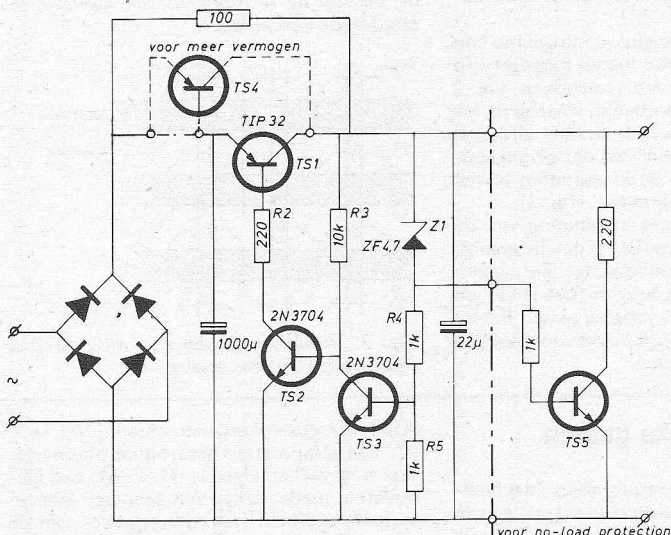 100
voor meer vermogen
TS4
TIP 32
TS1
R2
220
R3
10k
Z1
ZF4,7
220
R4
1k
1000µ
2N3704
TS2
22µ
1k
2N3704
TS3
R5
1k
TS5
~
voor no-load protection